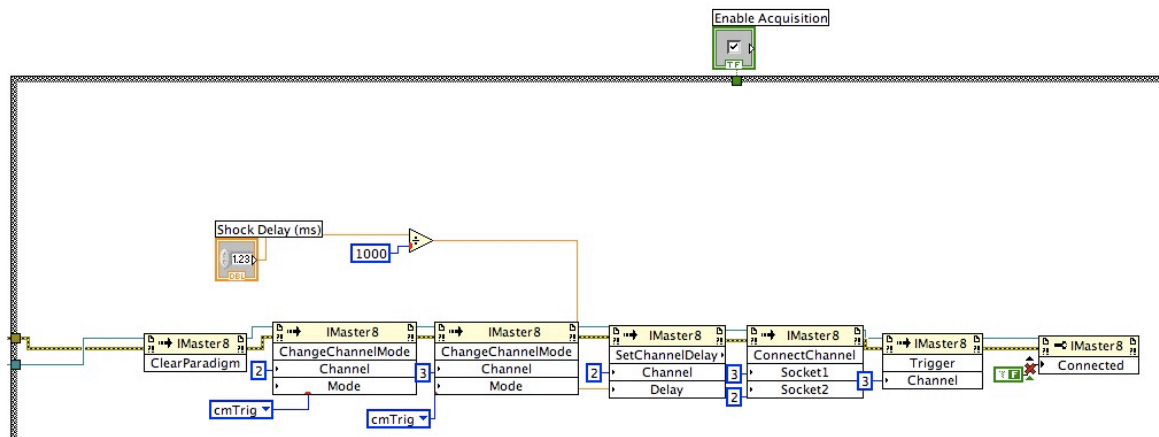 Enable Acquisition
TF
Shock Delay (ms)
1.23
DBL
1000
IMaster8
ClearParadigm
IMaster8
ChangeChannelMode
2
Channel
Mode
cmTrig
IMaster8
ChangeChannelMode
3
Channel
Mode
cmTrig
IMaster8
SetChannelDelay
2
Channel
Delay
IMaster8
ConnectChannel
3
Socket1
2
Socket2
IMaster8
Trigger
3
Channel
IMaster8
Connected
F